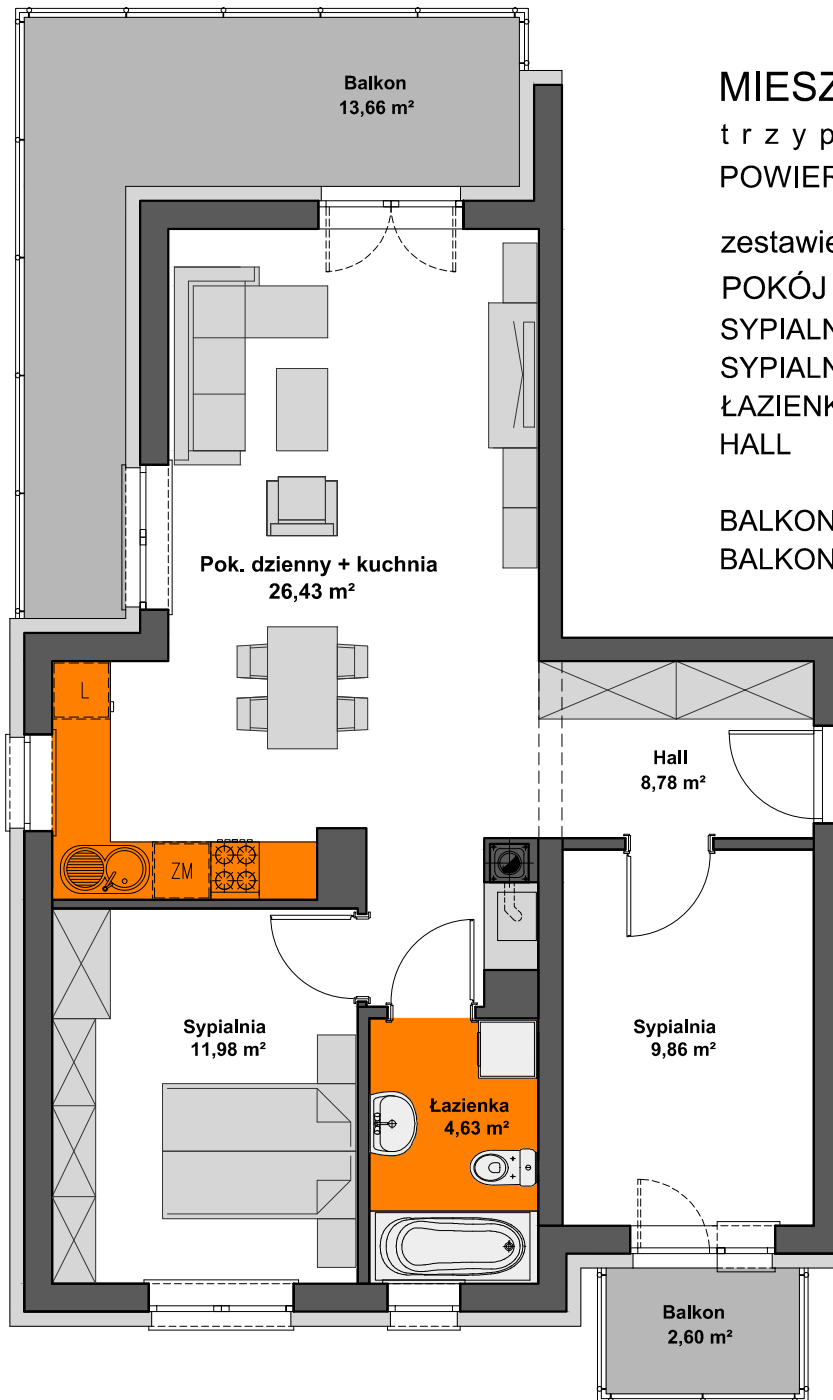 Balkon
13,66 m²
MIESZ
trzyp
POWIER
zestawie
POKÓJ
SYPIALN
SYPIALN
ŁAZIENK
HALL
BALKON
BALKON
Pok. dzienny + kuchnia
26,43 m²
L
Hall
8,78 m²
ZM
Sypialnia
11,98 m²
Sypialnia
9,86 m²
Łazienka
4,63 m²
Balkon
2,60 m²